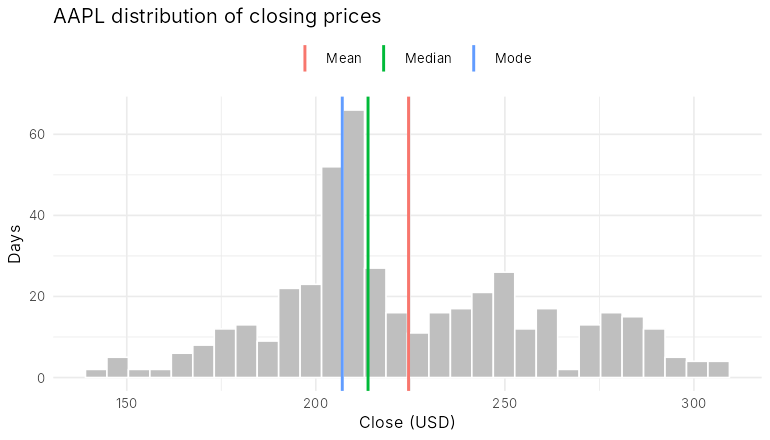 AAPL distribution of closing prices
Mean Median Mode
60
40
20
0
Days
150 200 250 300
Close (USD)